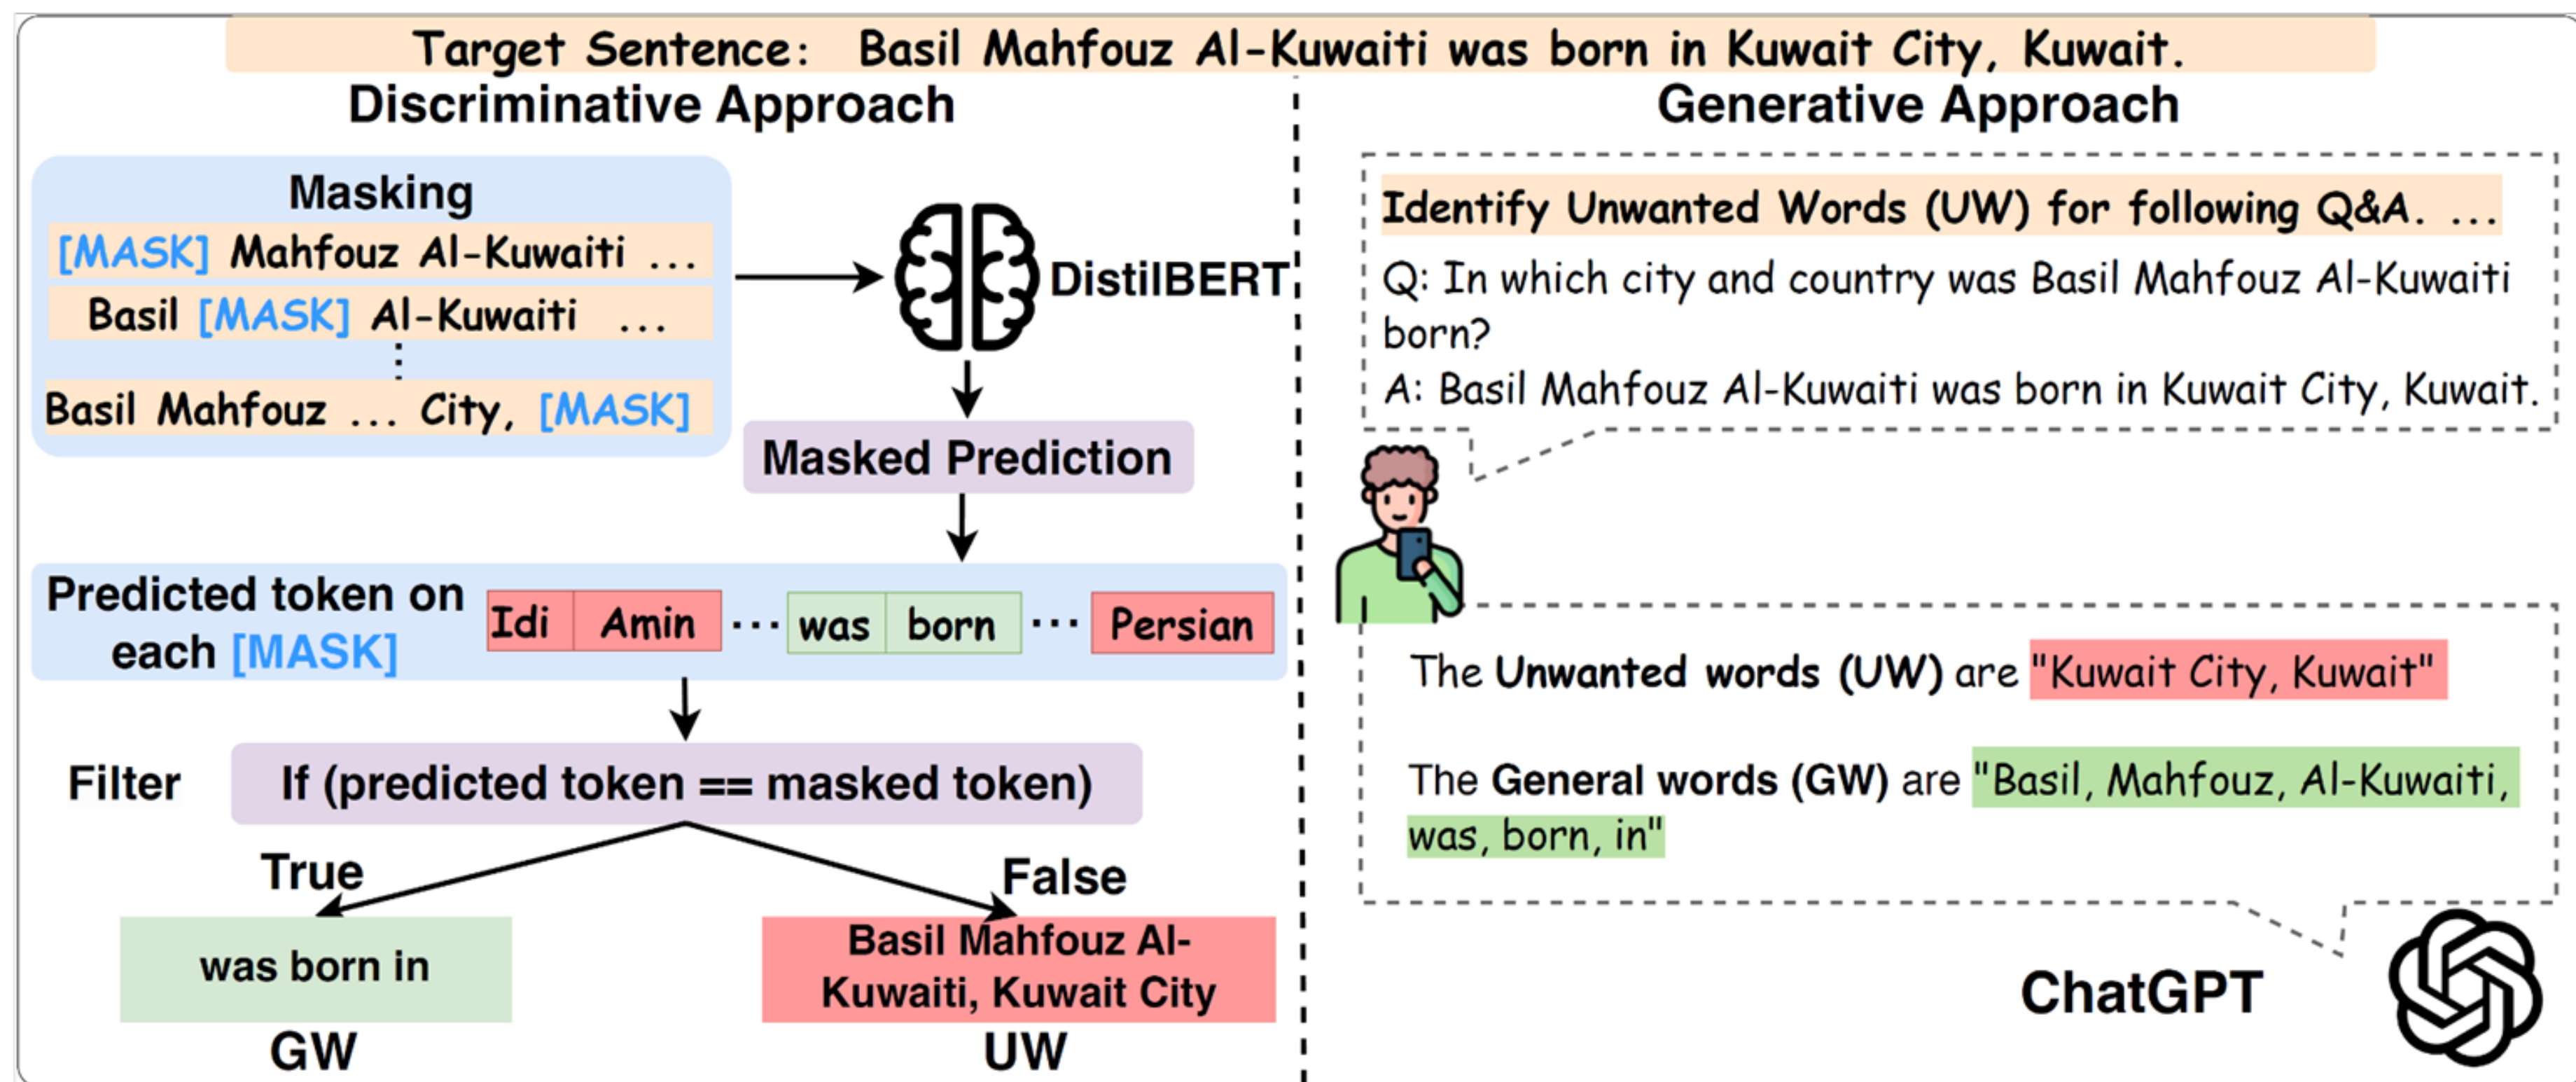 Target Sentence: Basil Mahfouz Al-Kuwaiti was born in Kuwait City, Kuwait.
Discriminative Approach
Masking
[MASK] Mahfouz Al-Kuwaiti ...
Basil [MASK] Al-Kuwaiti ...
⋮
Basil Mahfouz ... City, [MASK]
DistilBERT
Masked Prediction
Predicted token on
each [MASK]
Idi Amin ... was born ... Persian
Filter
If (predicted token == masked token)
True
False
was born in
GW
Basil Mahfouz Al-
Kuwaiti, Kuwait City
UW
Generative Approach
Identify Unwanted Words (UW) for following Q&A. ...
Q: In which city and country was Basil Mahfouz Al-Kuwaiti
born?
A: Basil Mahfouz Al-Kuwaiti was born in Kuwait City, Kuwait.
The Unwanted words (UW) are "Kuwait City, Kuwait"
The General words (GW) are "Basil, Mahfouz, Al-Kuwaiti,
was, born, in"
ChatGPT